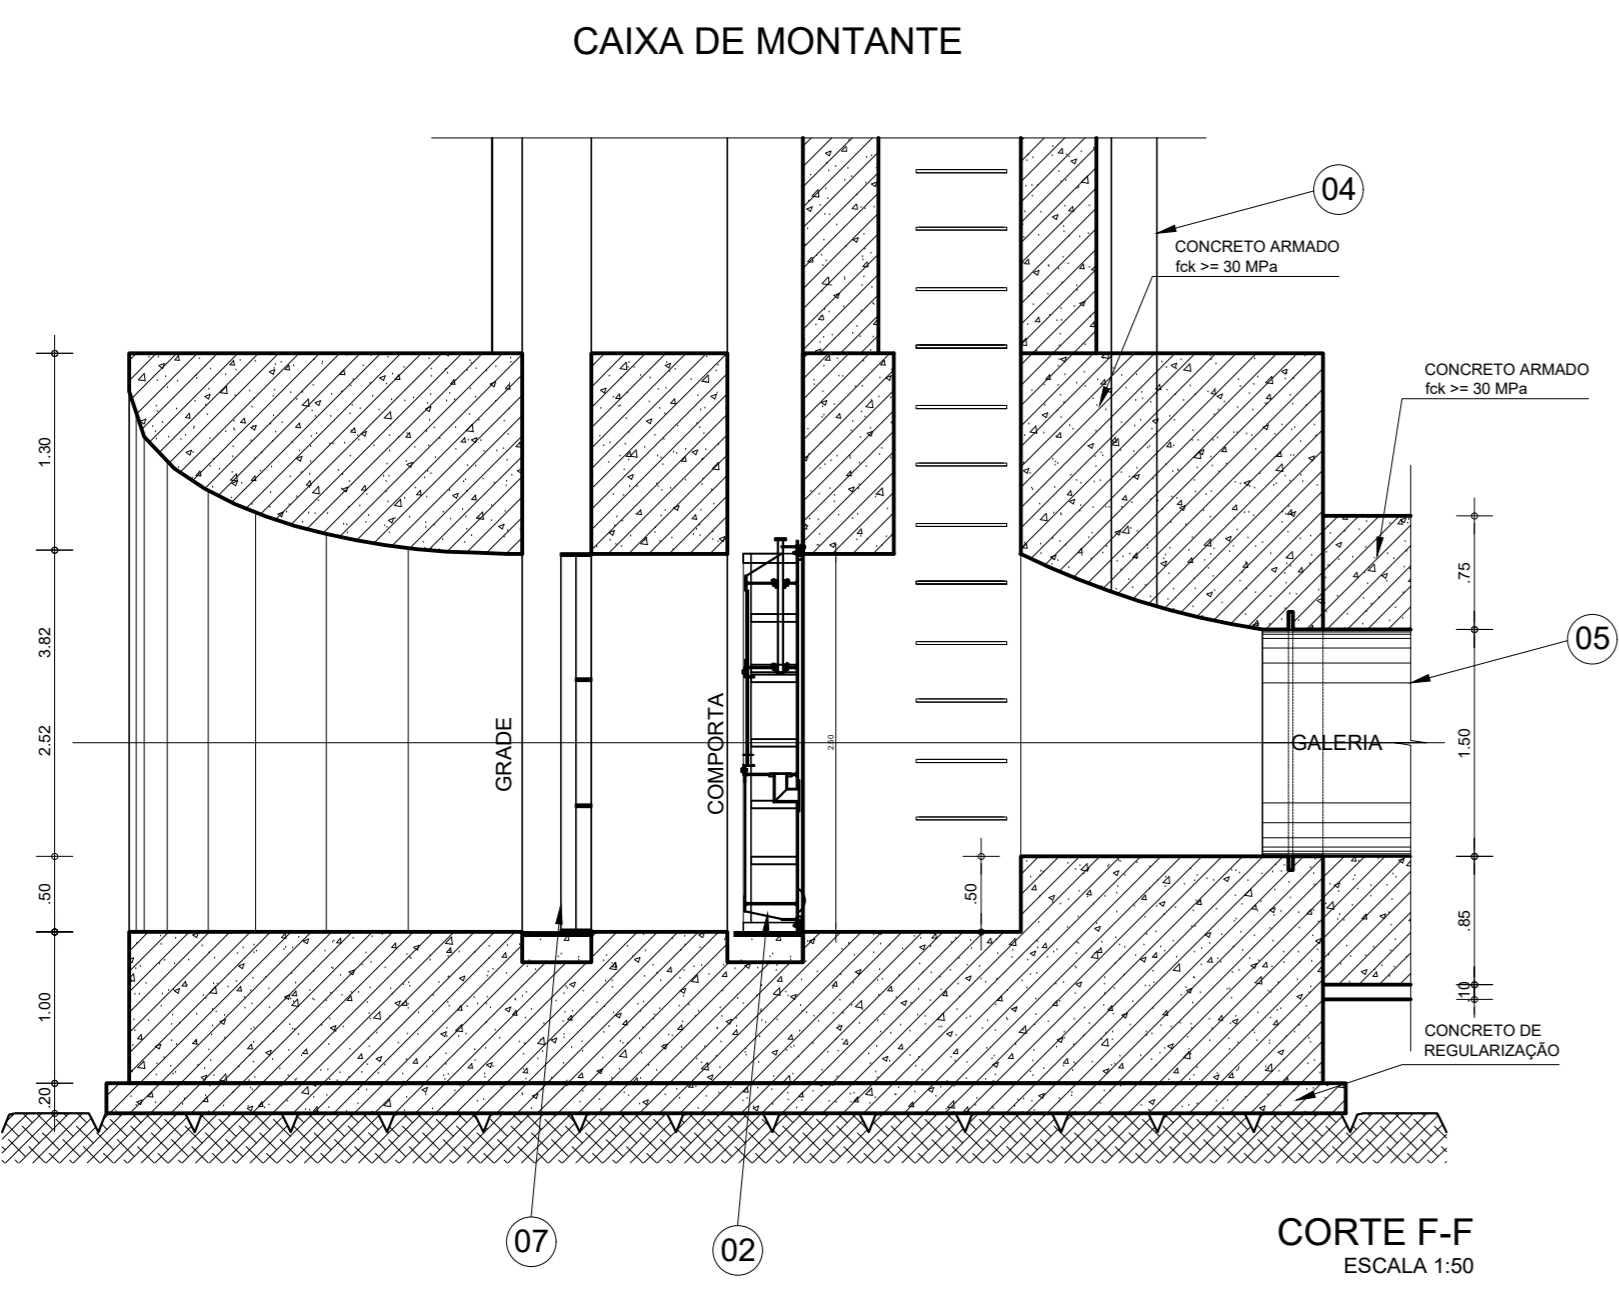 CAIXA DE MONTANTE
04
CONCRETO ARMADO
fck >= 30 MPa
CONCRETO ARMADO
fck >= 30 MPa
1.30
.75
3.82
05
GRADE
COMPORTA
2.52
2.50
GALERIA
1.50
.50
.50
.85
1.00
.10
CONCRETO DE
REGULARIZAÇÃO
.20
07
02
CORTE F-F
ESCALA 1:50